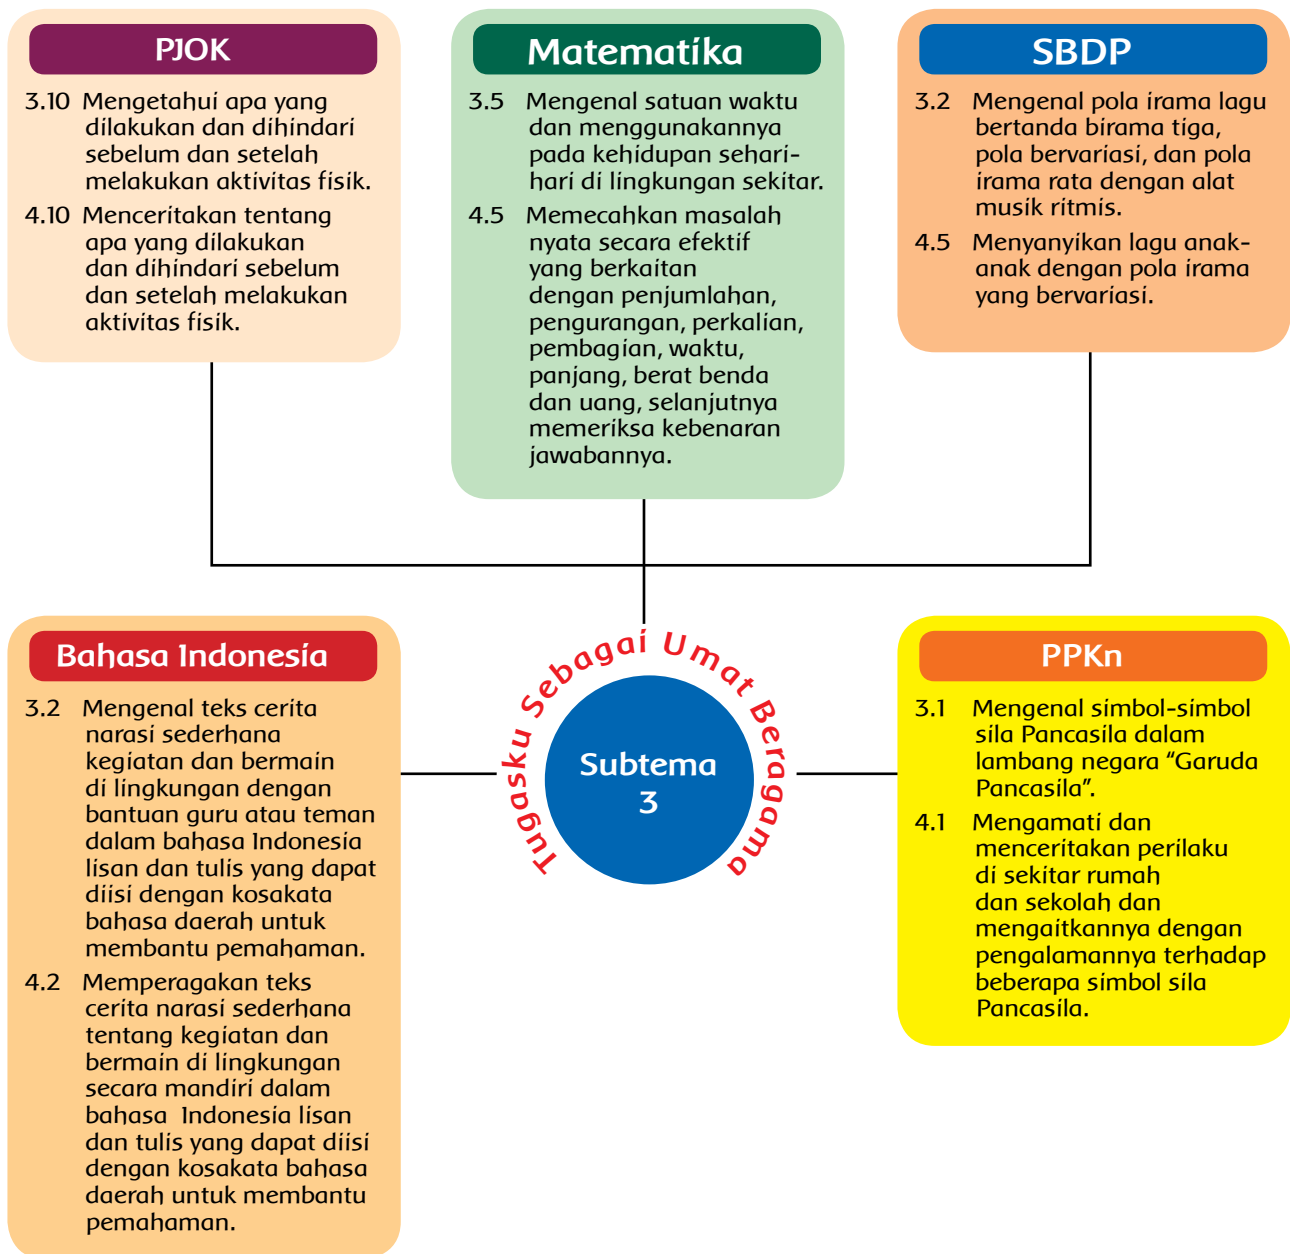 PJOK
3.10 Mengetahui apa yang
dilakukan dan dihindari
sebelum dan setelah
melakukan aktivitas fisik.
4.10 Menceritakan tentang
apa yang dilakukan
dan dihindari sebelum
dan setelah melakukan
aktivitas fisik.
Matematika
3.5 Mengenal satuan waktu
dan menggunakannya
pada kehidupan sehari-
hari di lingkungan sekitar.
4.5 Memecahkan masalah
nyata secara efektif
yang berkaitan
dengan penjumlahan,
pengurangan, perkalian,
pembagian, waktu,
panjang, berat benda
dan uang, selanjutnya
memeriksa kebenaran
jawabannya.
SBDP
3.2 Mengenal pola irama lagu
bertanda birama tiga,
pola bervariasi, dan pola
irama rata dengan alat
musik ritmis.
4.5 Menyanyikan lagu anak-
anak dengan pola irama
yang bervariasi.
Bahasa Indonesia
3.2 Mengenal teks cerita
narasi sederhana
kegiatan dan bermain
di lingkungan dengan
bantuan guru atau teman
dalam bahasa Indonesia
lisan dan tulis yang dapat
diisi dengan kosakata
bahasa daerah untuk
membantu pemahaman.
4.2 Memperagakan teks
cerita narasi sederhana
tentang kegiatan dan
bermain di lingkungan
secara mandiri dalam
bahasa Indonesia lisan
dan tulis yang dapat diisi
dengan kosakata bahasa
daerah untuk membantu
pemahaman.
Tugasku Sebagai Umat Beragama
Subtema
3
PPKn
3.1 Mengenal simbol-simbol
sila Pancasila dalam
lambang negara “Garuda
Pancasila”.
4.1 Mengamati dan
menceritakan perilaku
di sekitar rumah
dan sekolah dan
mengaitkannya dengan
pengalamannya terhadap
beberapa simbol sila
Pancasila.